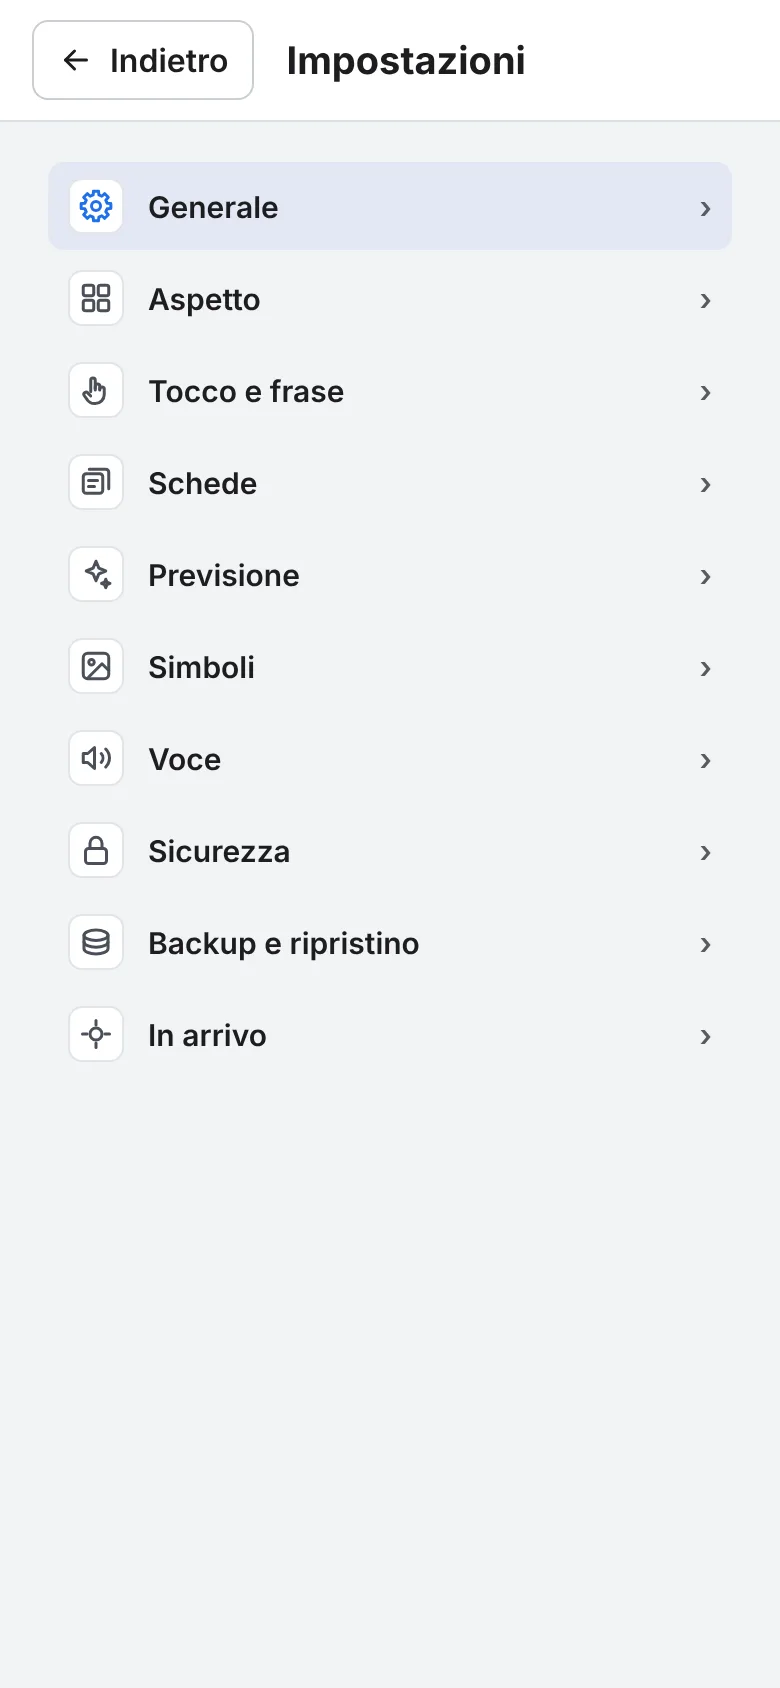 Indietro
Impostazioni
Generale
Aspetto
Tocco e frase
Schede
Previsione
Simboli
Voce
Sicurezza
Backup e ripristino
In arrivo